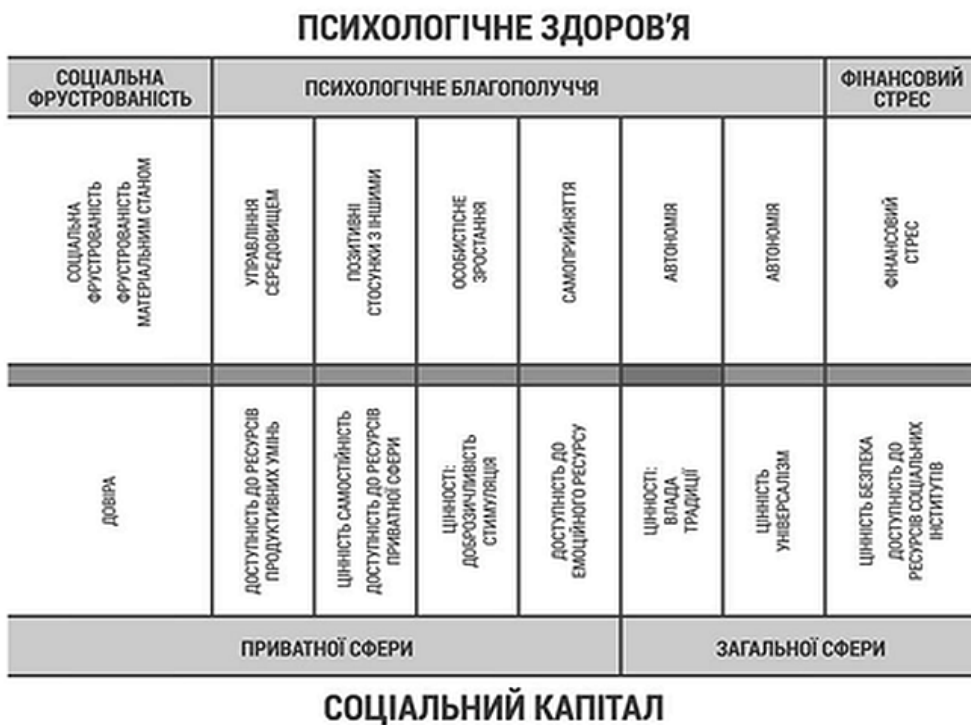 ПСИХОЛОГІЧНЕ ЗДОРОВ'Я
СОЦІАЛЬНА
ФРУСТРОВАНІСТЬ
ПСИХОЛОГІЧНЕ БЛАГОПОЛУЧЧЯ
ФІНАНСОВИЙ
СТРЕС
СОЦІАЛЬНА
ФРУСТРОВАНІСТЬ
ФРУСТРОВАНІСТЬ
МАТЕРІАЛЬНИМ СТАНОМ
УПРАВЛІННЯ
СЕРЕДОВИЩЕМ
ПОЗИТИВНІ
СТОСУНКИ З ІНШИМИ
ОСОБИСТІСНЕ
ЗРОСТАННЯ
САМОПРИЙНЯТТЯ
АВТОНОМІЯ
АВТОНОМІЯ
ФІНАНСОВИЙ
СТРЕС
ДОВІРА
ДОСТУПНІСТЬ ДО РЕСУРСІВ
ПРОДУКТИВНИХ УМІНЬ
ЦІННІСТЬ САМОСТІЙНІСТЬ
ДОСТУПНІСТЬ ДО РЕСУРСІВ
ПРИВАТНОЇ СФЕРИ
ЦІННОСТІ:
ДОБРОЗИЧЛИВІСТЬ
СТИМУЛЯЦІЯ
ДОСТУПНІСТЬ ДО
ЕМОЦІЙНОГО РЕСУРСУ
ЦІННОСТІ:
ВЛАДА
ТРАДИЦІЇ
ЦІННІСТЬ
УНІВЕРСАЛІЗМ
ЦІННІСТЬ БЕЗПЕКА
ДОСТУПНІСТЬ ДО
РЕСУРСІВ СОЦІАЛЬНИХ
ІНСТИТУТІВ
ПРИВАТНОЇ СФЕРИ
ЗАГАЛЬНОЇ СФЕРИ
СОЦІАЛЬНИЙ КАПІТАЛ